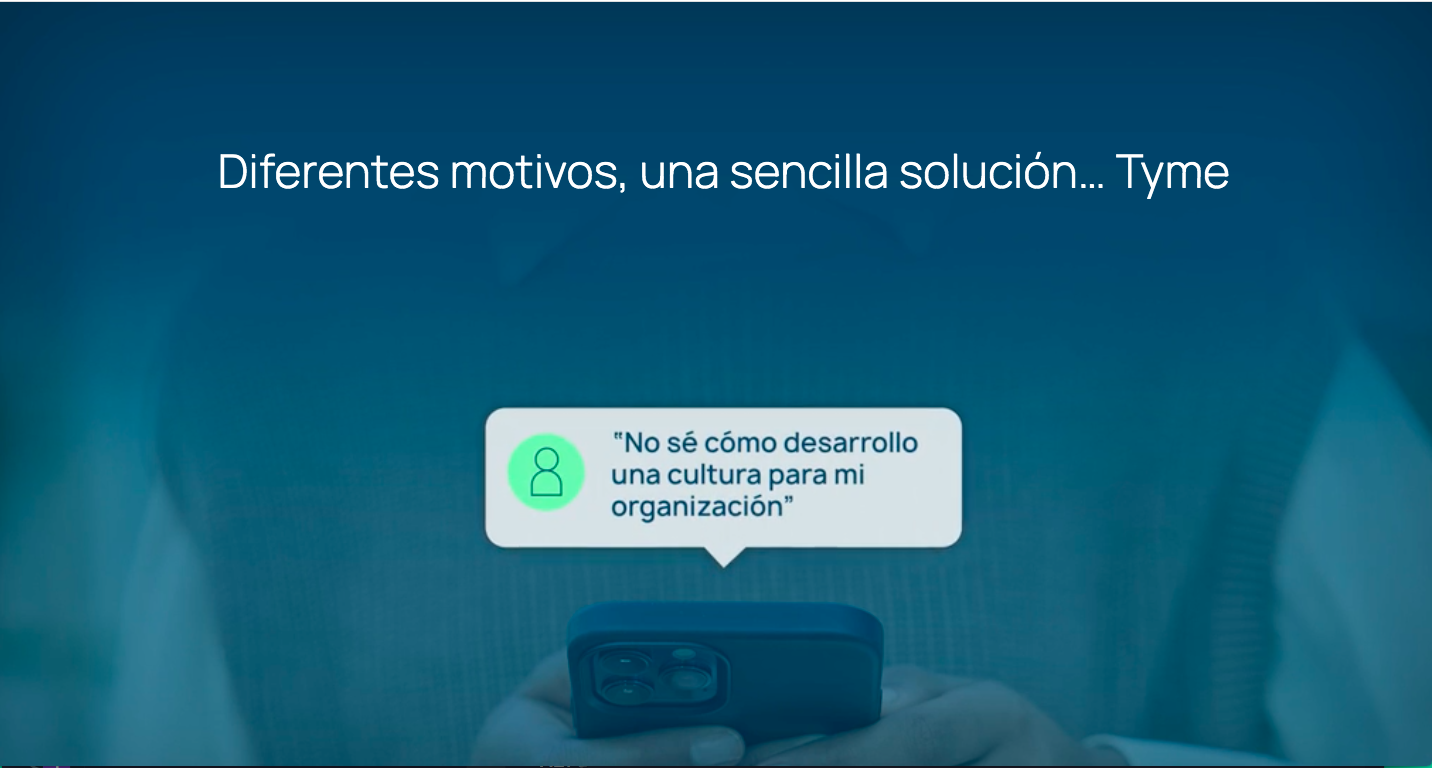 Diferentes motivos, una sencilla solución... Tyme
“No sé cómo desarrollo
una cultura para mi
organización”